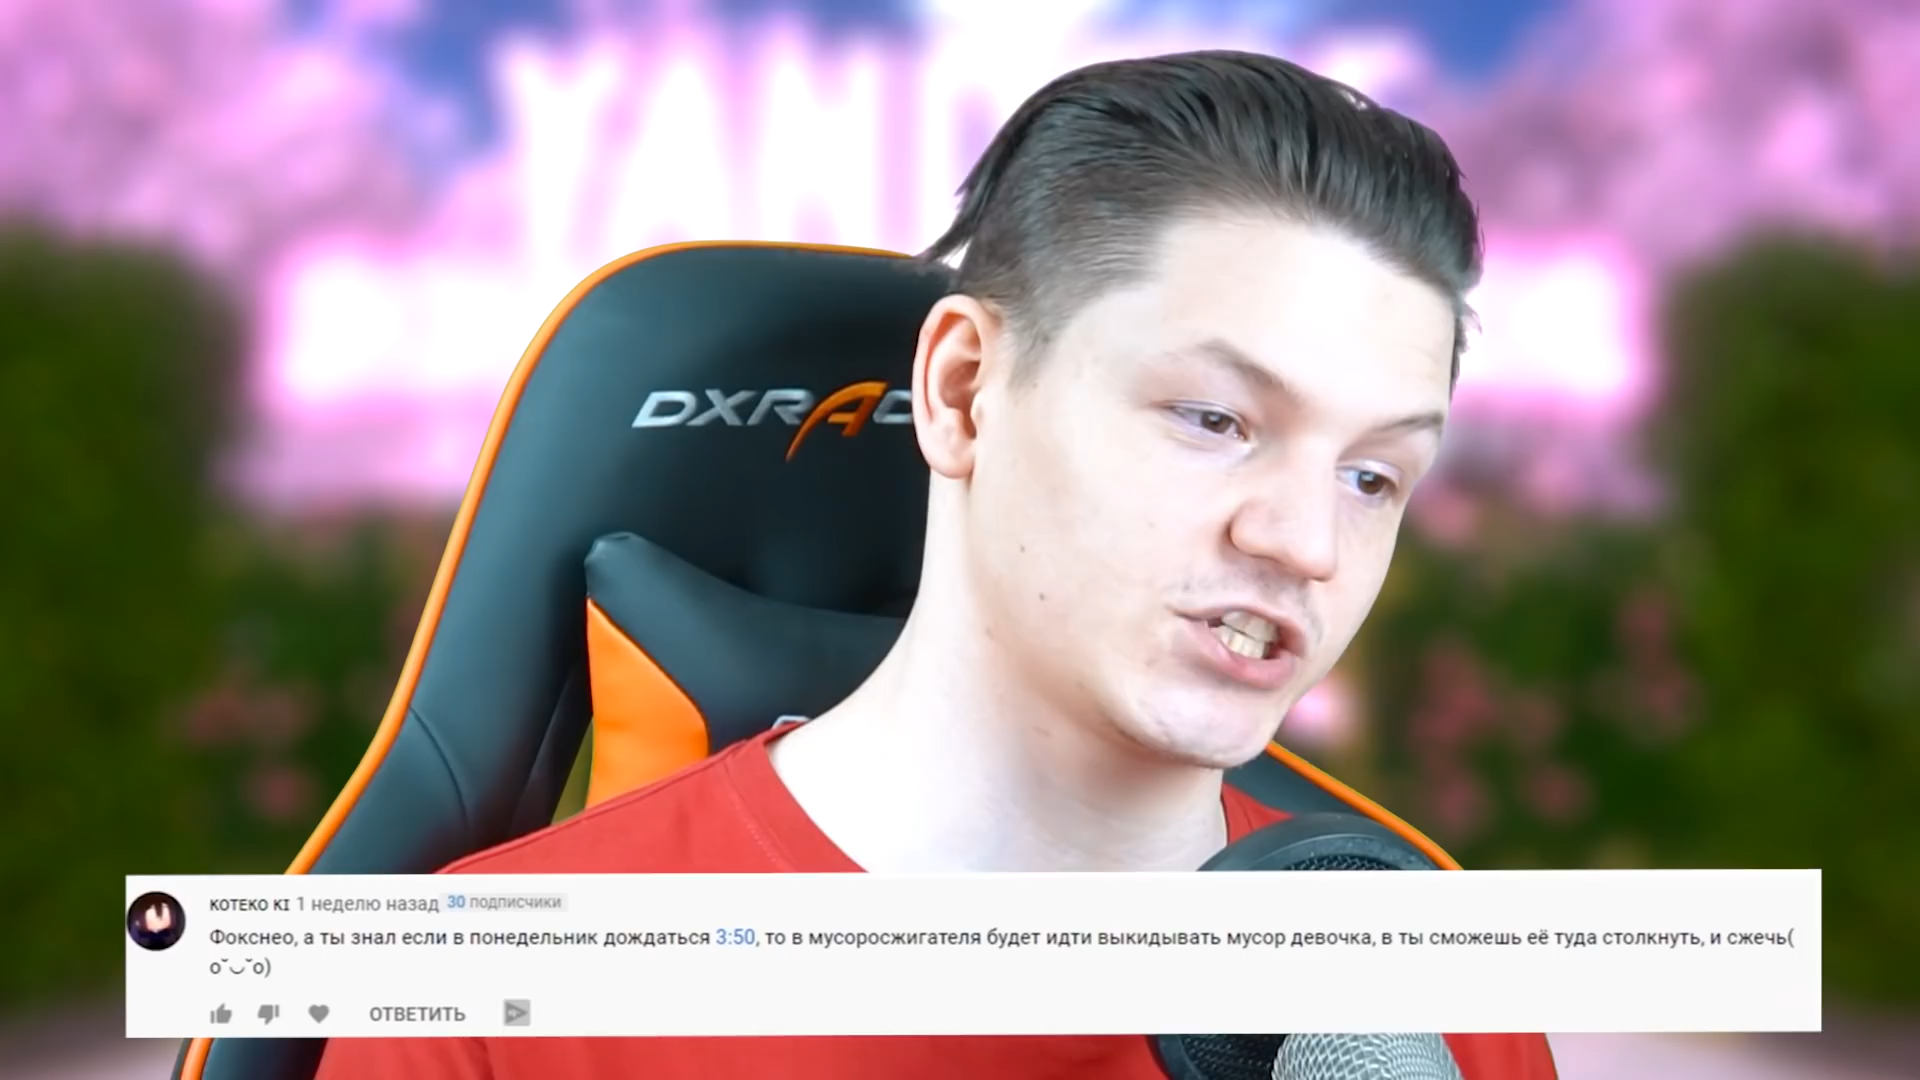 YAN
DXRAC
КОТЕКО КІ 1 неделю назад 30 подписчики
Фокснео, а ты знал если в понедельник дождаться 3:50, то в мусоросжигателя будет идти выкидывать мусор девочка, в ты сможешь её туда столкнуть, и сжечь(
o˘◡˘o)
ОТВЕТИТЬ